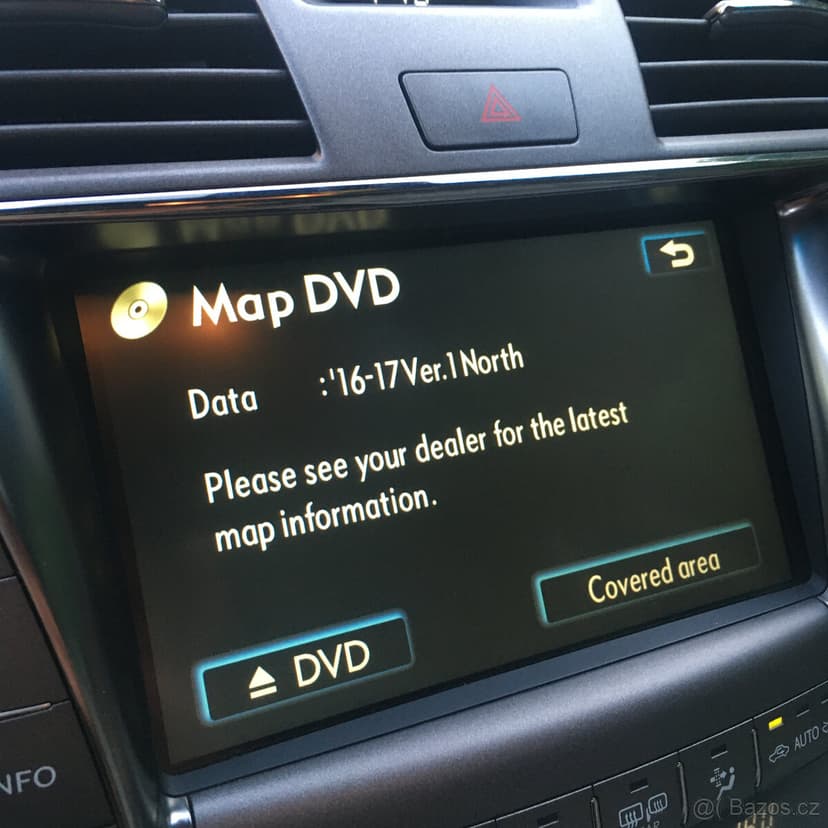 Map DVD
Data :'16-17Ver.1North
Please see your dealer for the latest
map information.
Covered area
DVD
NFO
AUTO
@ Bazos.cz